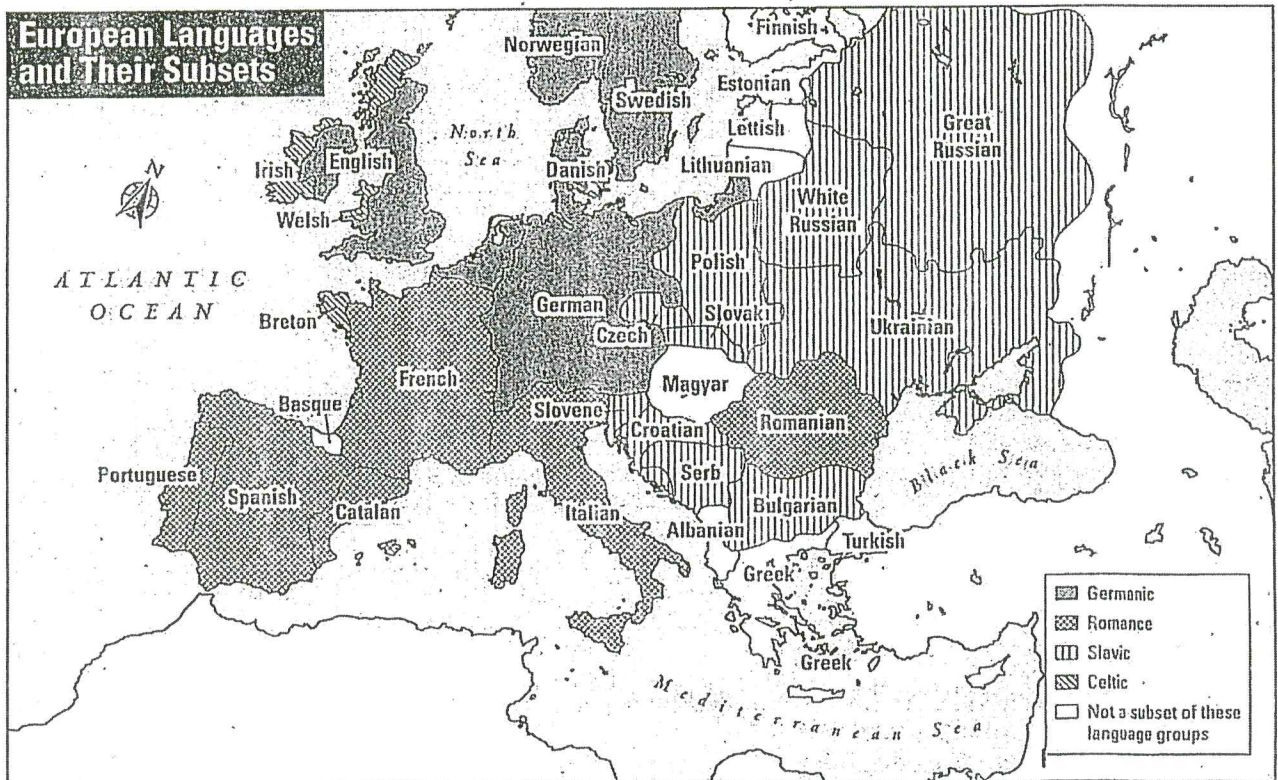 European Languages
and Their Subsets
Norwegian
Finnish
Swedish
Estonian
Lettish
Lithuanian
Great
Russian
North
Sea
Irish
English
Danish
Welsh
White
Russian
N
ATLANTIC
OCEAN
Polish
German
Slovak
Czech
Ukrainian
Breton
French
Magyar
Basque
Slovene
Croatian
Romanian
Portuguese
Spanish
Serb
Black Sea
Catalan
Italian
Bulgarian
Albanian
Turkish
Greek
Greek
Mediterranean Sea
Germanic
Romance
Slavic
Celtic
Not a subset of these
language groups